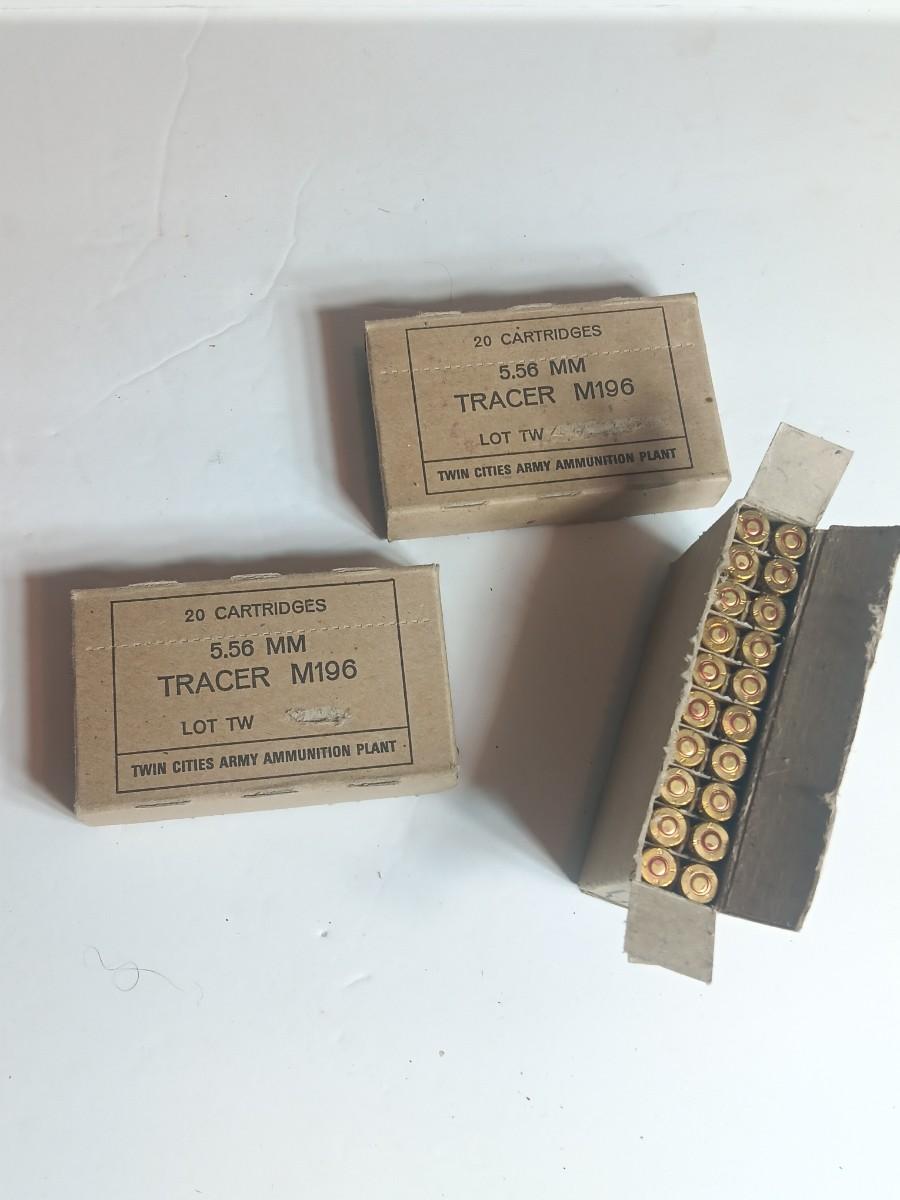 20 CARTRIDGES
5.56 MM
TRACER M196
LOT TW
TWIN CITIES ARMY AMMUNITION PLANT
20 CARTRIDGES
5.56 MM
TRACER M196
LOT TW
TWIN CITIES ARMY AMMUNITION PLANT